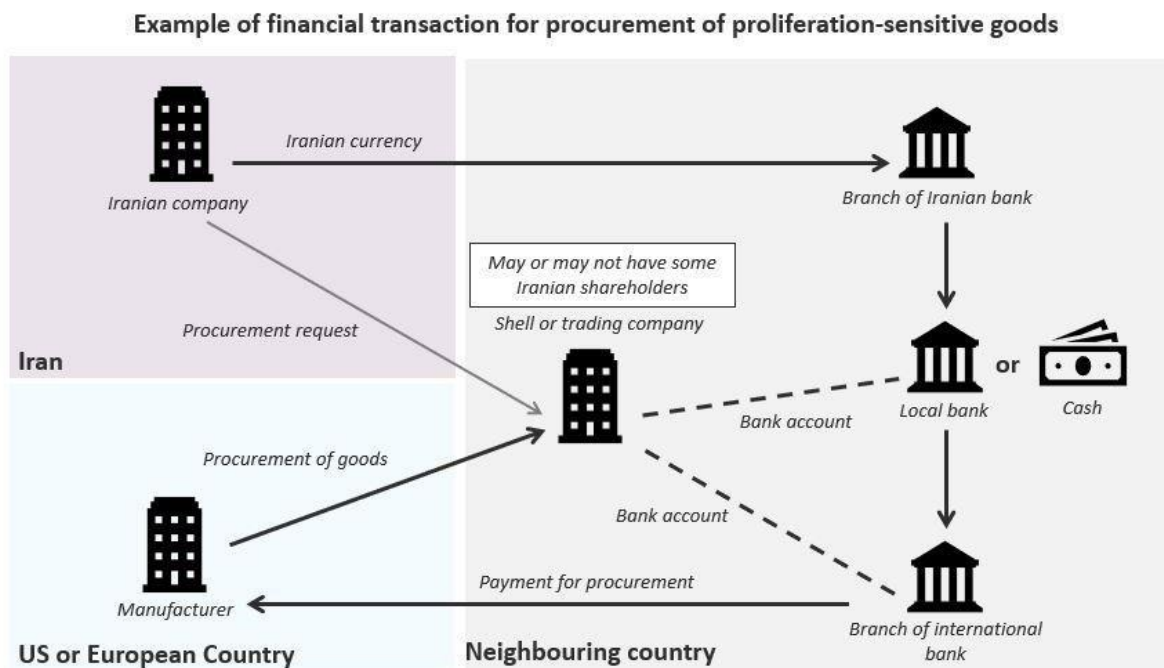 Example of financial transaction for procurement of proliferation-sensitive goods
Iranian currency
Iranian company
Branch of Iranian bank
May or may not have some
Iranian shareholders
Shell or trading company
Procurement request
Iran
or
Local bank
Cash
Bank account
Procurement of goods
Bank account
Payment for procurement
Manufacturer
Branch of international
bank
US or European Country
Neighbouring country